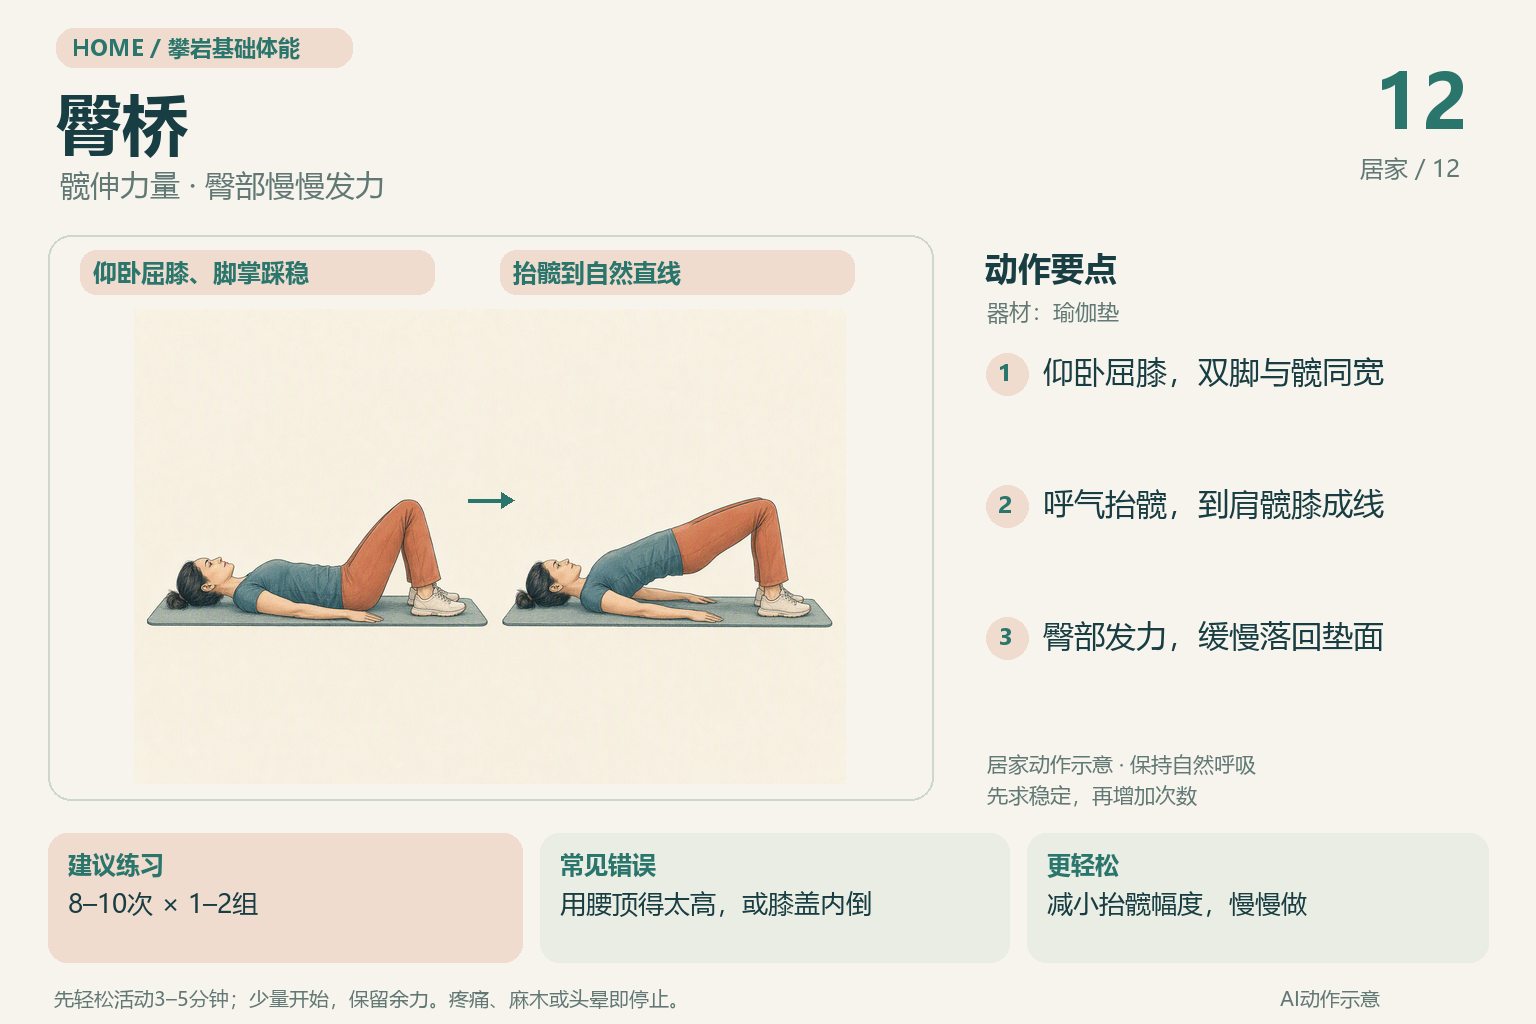 HOME / 攀岩基础体能
臀桥
髋伸力量 · 臀部慢慢发力
12
居家 / 12
仰卧屈膝、脚掌踩稳
抬髋到自然直线
动作要点
器材：瑜伽垫
1 仰卧屈膝，双脚与髋同宽
2 呼气抬髋，到肩髋膝成线
3 臀部发力，缓慢落回垫面
居家动作示意 · 保持自然呼吸
先求稳定，再增加次数
建议练习
8–10次 × 1–2组
常见错误
用腰顶得太高，或膝盖内倒
更轻松
减小抬髋幅度，慢慢做
先轻松活动3–5分钟；少量开始，保留余力。疼痛、麻木或头晕即停止。
AI动作示意